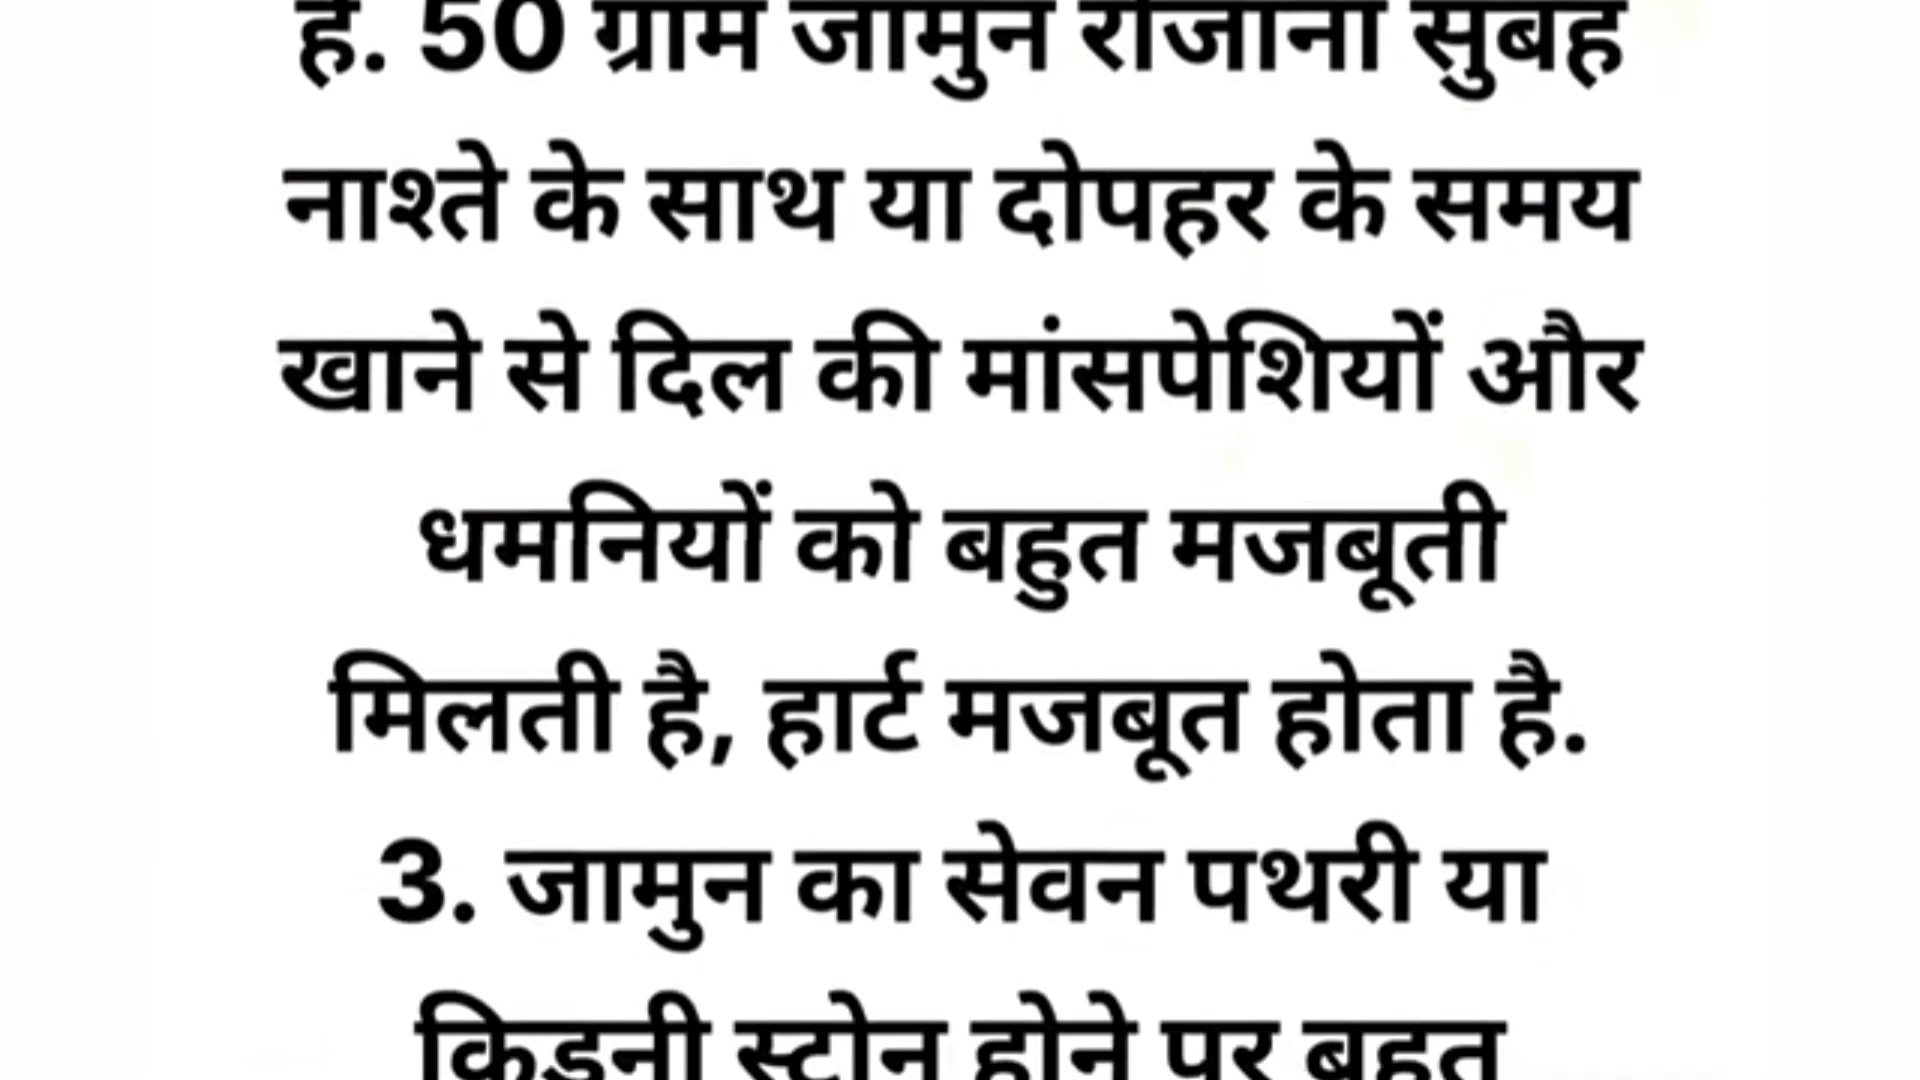 है. 50 ग्राम जामुन रोजाना सुबह
नाश्ते के साथ या दोपहर के समय
खाने से दिल की मांसपेशियों और
धमनियों को बहुत मजबूती
मिलती है, हार्ट मजबूत होता है.
3. जामुन का सेवन पथरी या
किडनी स्टोन होने पर बहुत